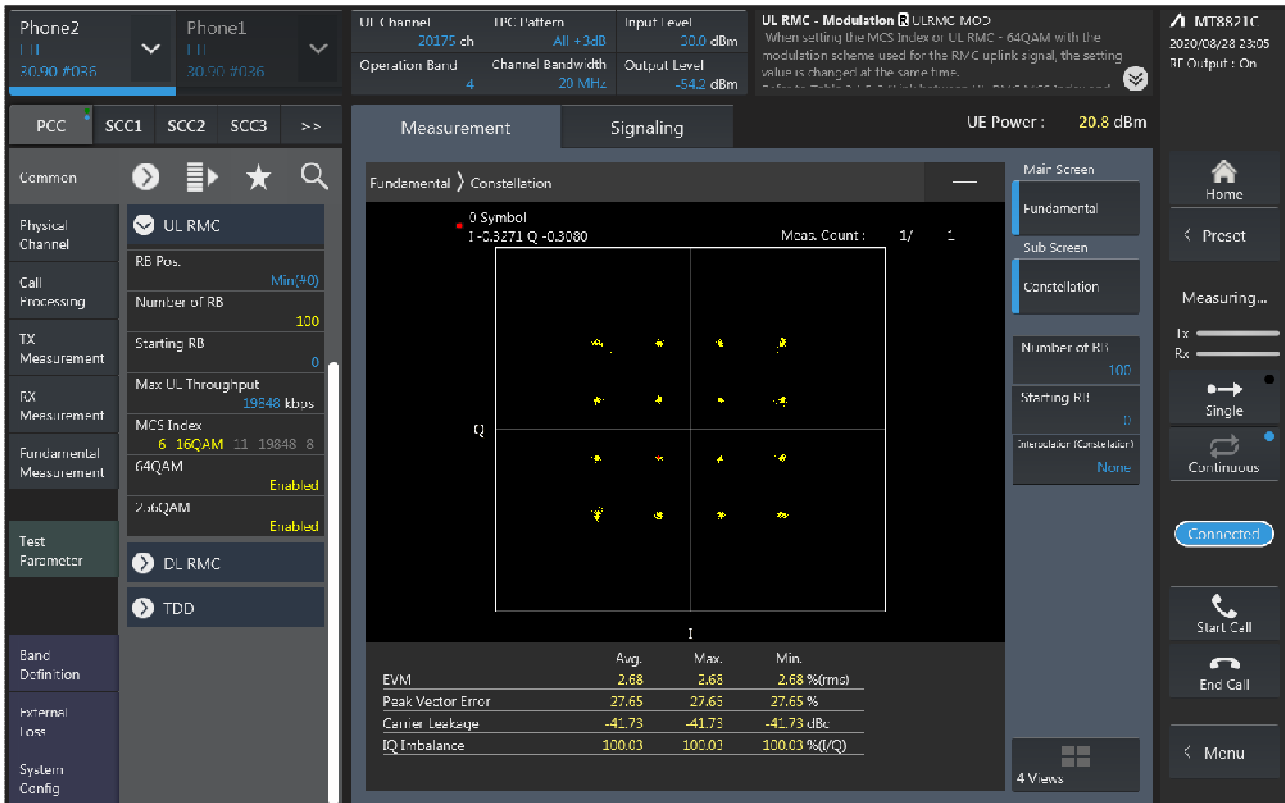 Phone2
LTE
30.90 #036
Phone1
LTE
30.90 #036
UL Channel
20175 ch
TPC Pattern
All +3dB
Input Level
30.0 dBm
Operation Band
4
Channel Bandwidth
20 MHz
Output Level
-54.2 dBm
UL RMC - Modulation R ULRMC_MOD
When setting the MCS Index or UL RMC - 64QAM with the
modulation scheme used for the RMC uplink signal, the setting
value is changed at the same time.
MT8821C
2020/08/28 23:05
RF Output : On
PCC
SCC1
SCC2
SCC3
>>
Measurement
Signaling
UE Power : 20.8 dBm
Common
Physical
Channel
Call
Processing
TX
Measurement
RX
Measurement
Fundamental
Measurement
Test
Parameter
Band
Definition
External
Loss
System
Config
UL RMC
RB Pos.
Min(#0)
Number of RB
100
Starting RB
0
Max UL Throughput
19848 kbps
MCS Index
6 16QAM 11 19848 8
64QAM
Enabled
256QAM
Enabled
DL RMC
TDD
Fundamental 〉 Constellation
0 Symbol
I -0.3271 Q -0.3080
Meas. Count : 1/ 1
Q
I
Avg. Max. Min.
EVM 2.68 2.68 2.68 %(rms)
Peak Vector Error 27.65 27.65 27.65 %
Carrier Leakage -41.73 -41.73 -41.73 dBc
IQ Imbalance 100.03 100.03 100.03 %(I/Q)
Main Screen
Fundamental
Sub Screen
Constellation
Number of RB
100
Starting RB
0
Interpolation (Constellation)
None
4 Views
Home
〈 Preset
Measuring...
Tx
Rx
Single
Continuous
Connected
Start Call
End Call
〈 Menu